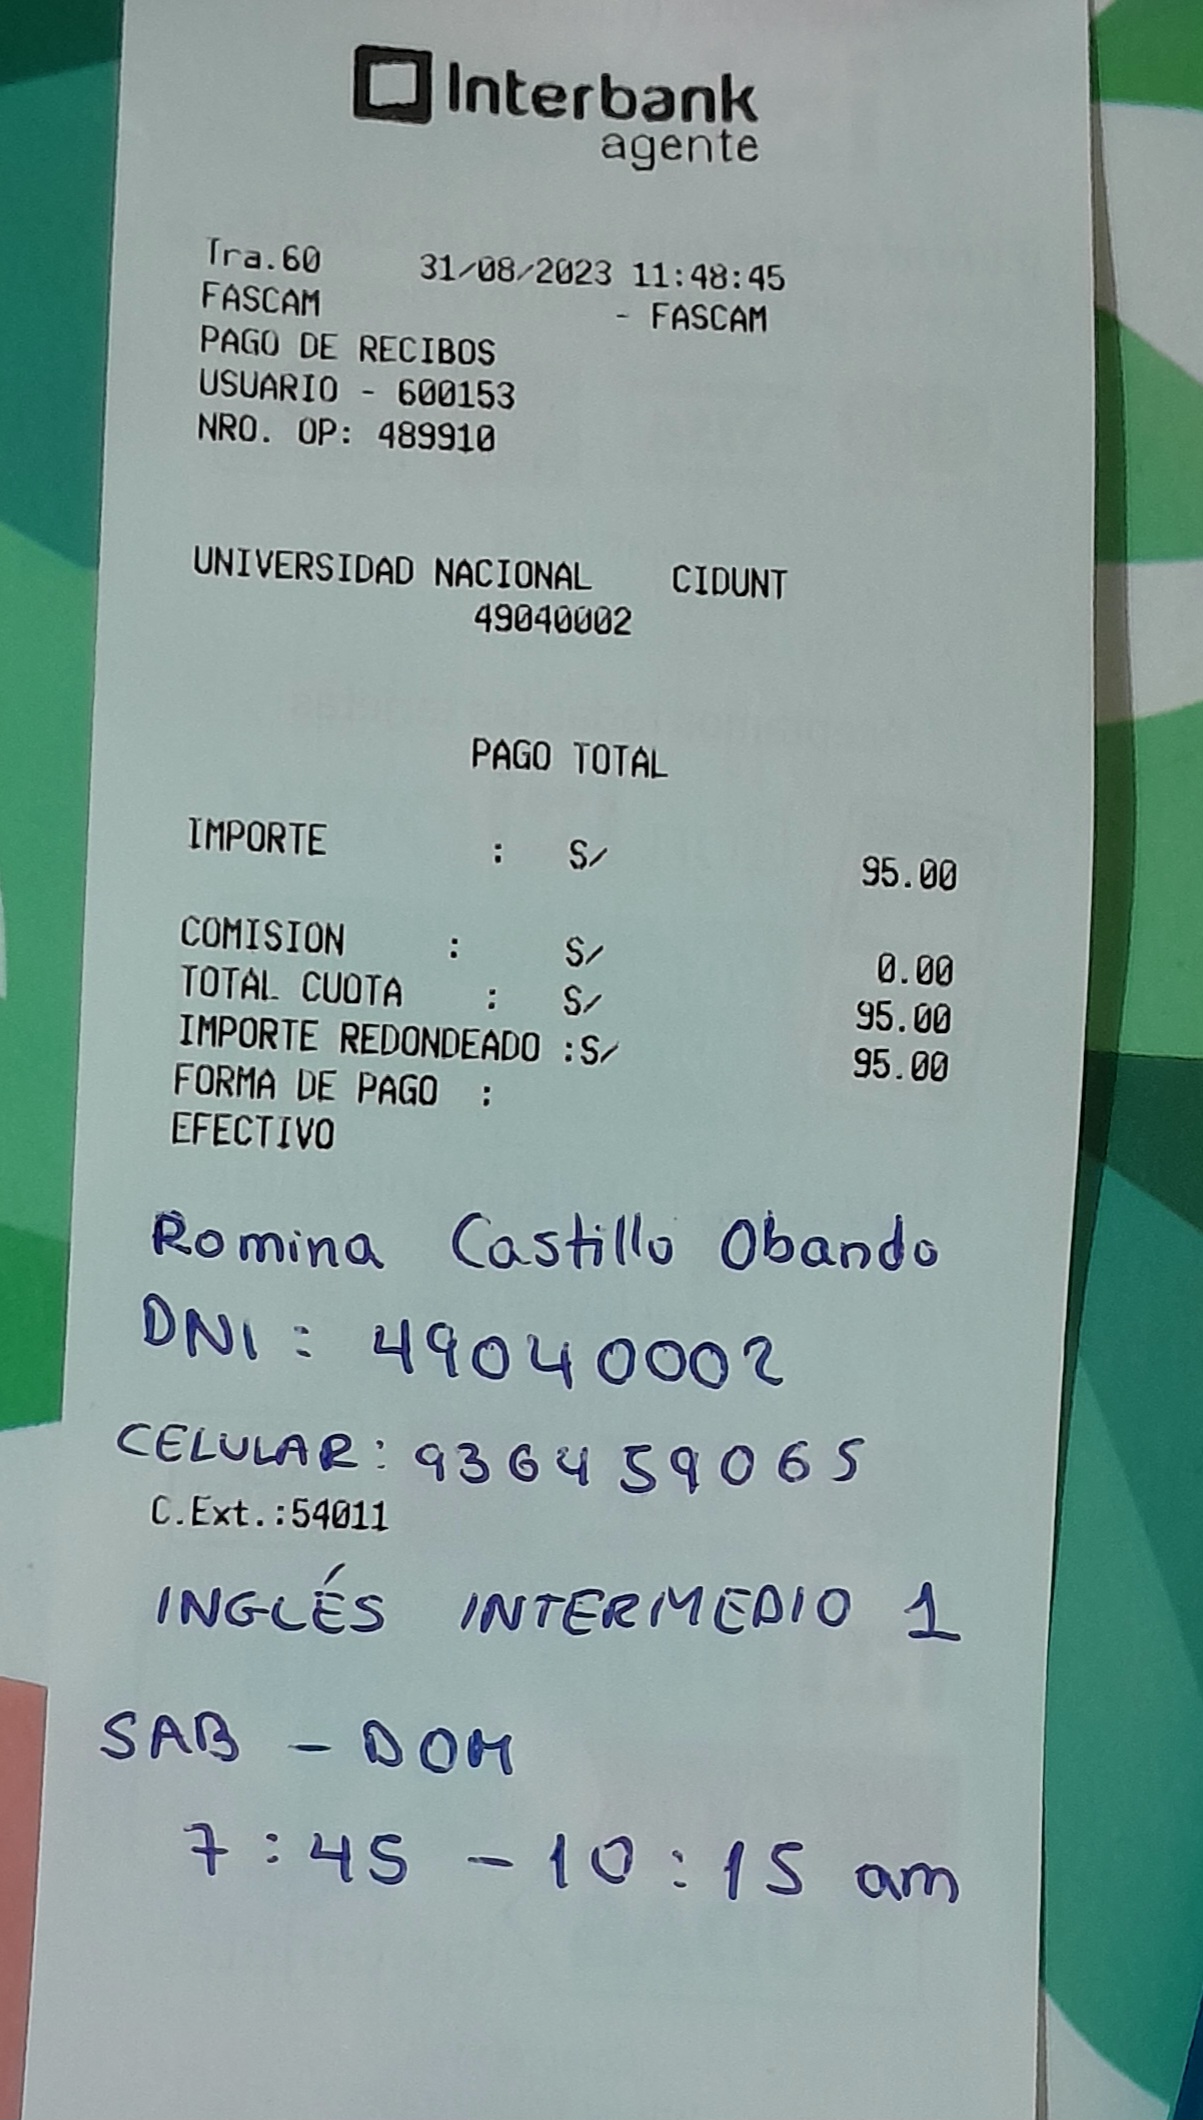 Interbank
agente
Tra.60 31/08/2023 11:48:45
FASCAM - FASCAM
PAGO DE RECIBOS
USUARIO - 600153
NRO. OP: 489910
UNIVERSIDAD NACIONAL CIDUNT
49040002
PAGO TOTAL
IMPORTE : S/ 95.00
COMISION : S/ 0.00
TOTAL CUOTA : S/ 95.00
IMPORTE REDONDEADO :S/ 95.00
FORMA DE PAGO :
EFECTIVO
Romina Castillo Obando
DNI: 49040002
CELULAR: 936459065
C.Ext.:54011
INGLÉS INTERMEDIO 1
SAB - DOM
7:45 - 10:15 am